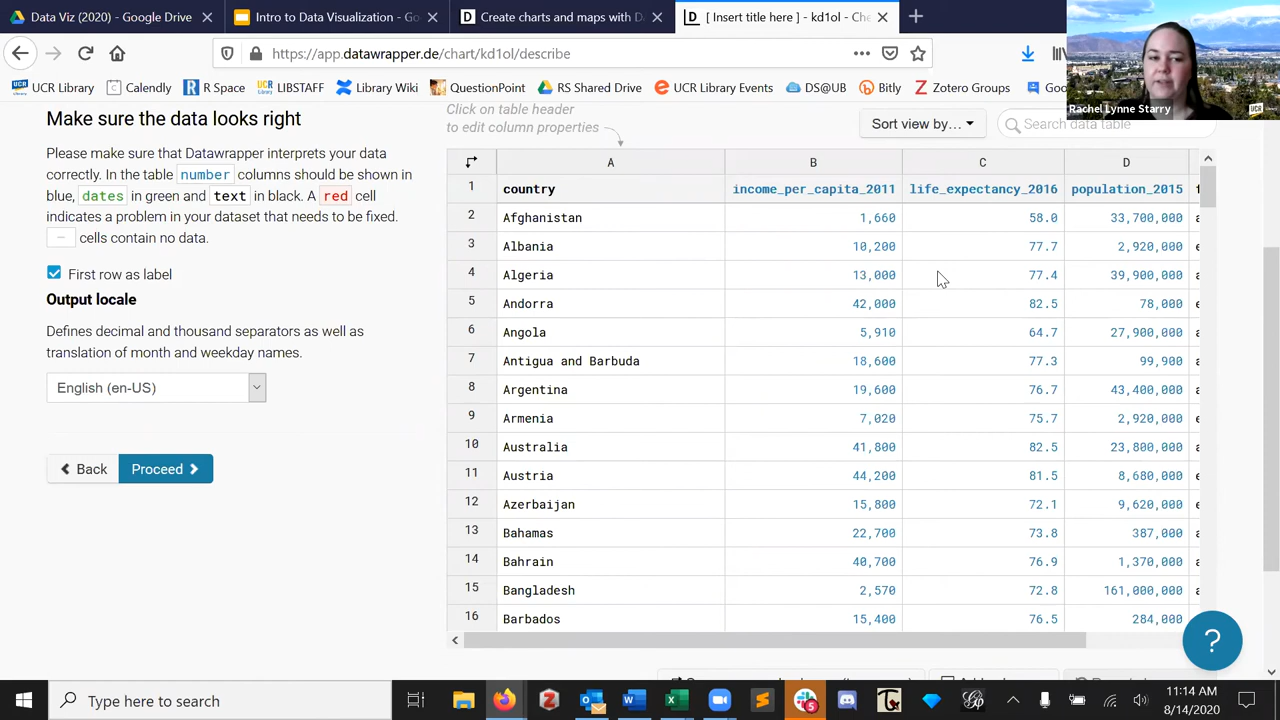 Data Viz (2020) - Google Drive
Intro to Data Visualization - Go
Create charts and maps with D
[ Insert title here ] - kd1ol - Che
https://app.datawrapper.de/chart/kd1ol/describe
UCR Library
Calendly
R Space
LIBSTAFF
Library Wiki
QuestionPoint
RS Shared Drive
UCR Library Events
DS@UB
Bitly
Zotero Groups
Goo
Rachel Lynne Starry
UCR
Make sure the data looks right
Please make sure that Datawrapper interprets your data
correctly. In the table number columns should be shown in
blue, dates in green and text in black. A red cell
indicates a problem in your dataset that needs to be fixed.
– cells contain no data.
First row as label
Output locale
Defines decimal and thousand separators as well as
translation of month and weekday names.
English (en-US)
Back
Proceed
Click on table header
to edit column properties
Sort view by...
Search data table
A B C D
1 country income_per_capita_2011 life_expectancy_2016 population_2015 f
2 Afghanistan 1,660 58.0 33,700,000 a
3 Albania 10,200 77.7 2,920,000 e
4 Algeria 13,000 77.4 39,900,000 a
5 Andorra 42,000 82.5 78,000 e
6 Angola 5,910 64.7 27,900,000 a
7 Antigua and Barbuda 18,600 77.3 99,900 a
8 Argentina 19,600 76.7 43,400,000 a
9 Armenia 7,020 75.7 2,920,000 e
10 Australia 41,800 82.5 23,800,000 a
11 Austria 44,200 81.5 8,680,000 e
12 Azerbaijan 15,800 72.1 9,620,000 e
13 Bahamas 22,700 73.8 387,000 a
14 Bahrain 40,700 76.9 1,370,000 a
15 Bangladesh 2,570 72.8 161,000,000 a
16 Barbados 15,400 76.5 284,000 a
?
Type here to search
11:14 AM
8/14/2020